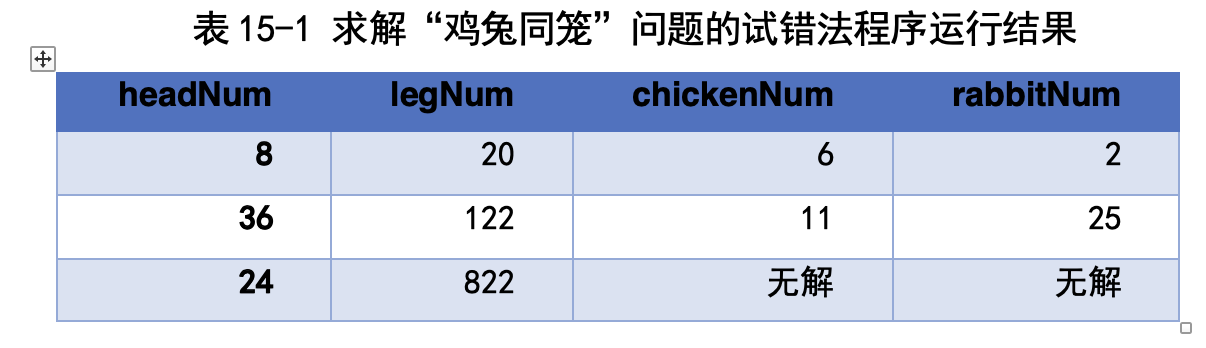 表 15-1 求解“鸡兔同笼”问题的试错法程序运行结果
headNum legNum chickenNum rabbitNum
8 20 6 2
36 122 11 25
24 822 无解 无解